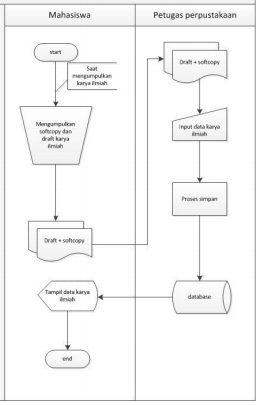 Mahasiswa
Petugas perpustakaan
start
Saat
mengumpulkan
karya ilmiah
Mengumpulkan
softcopy dan
draft karya
ilmiah
Draft + softcopy
Draft + softcopy
Input data karya
ilmiah
Proses simpan
database
Tampil data karya
ilmiah
end